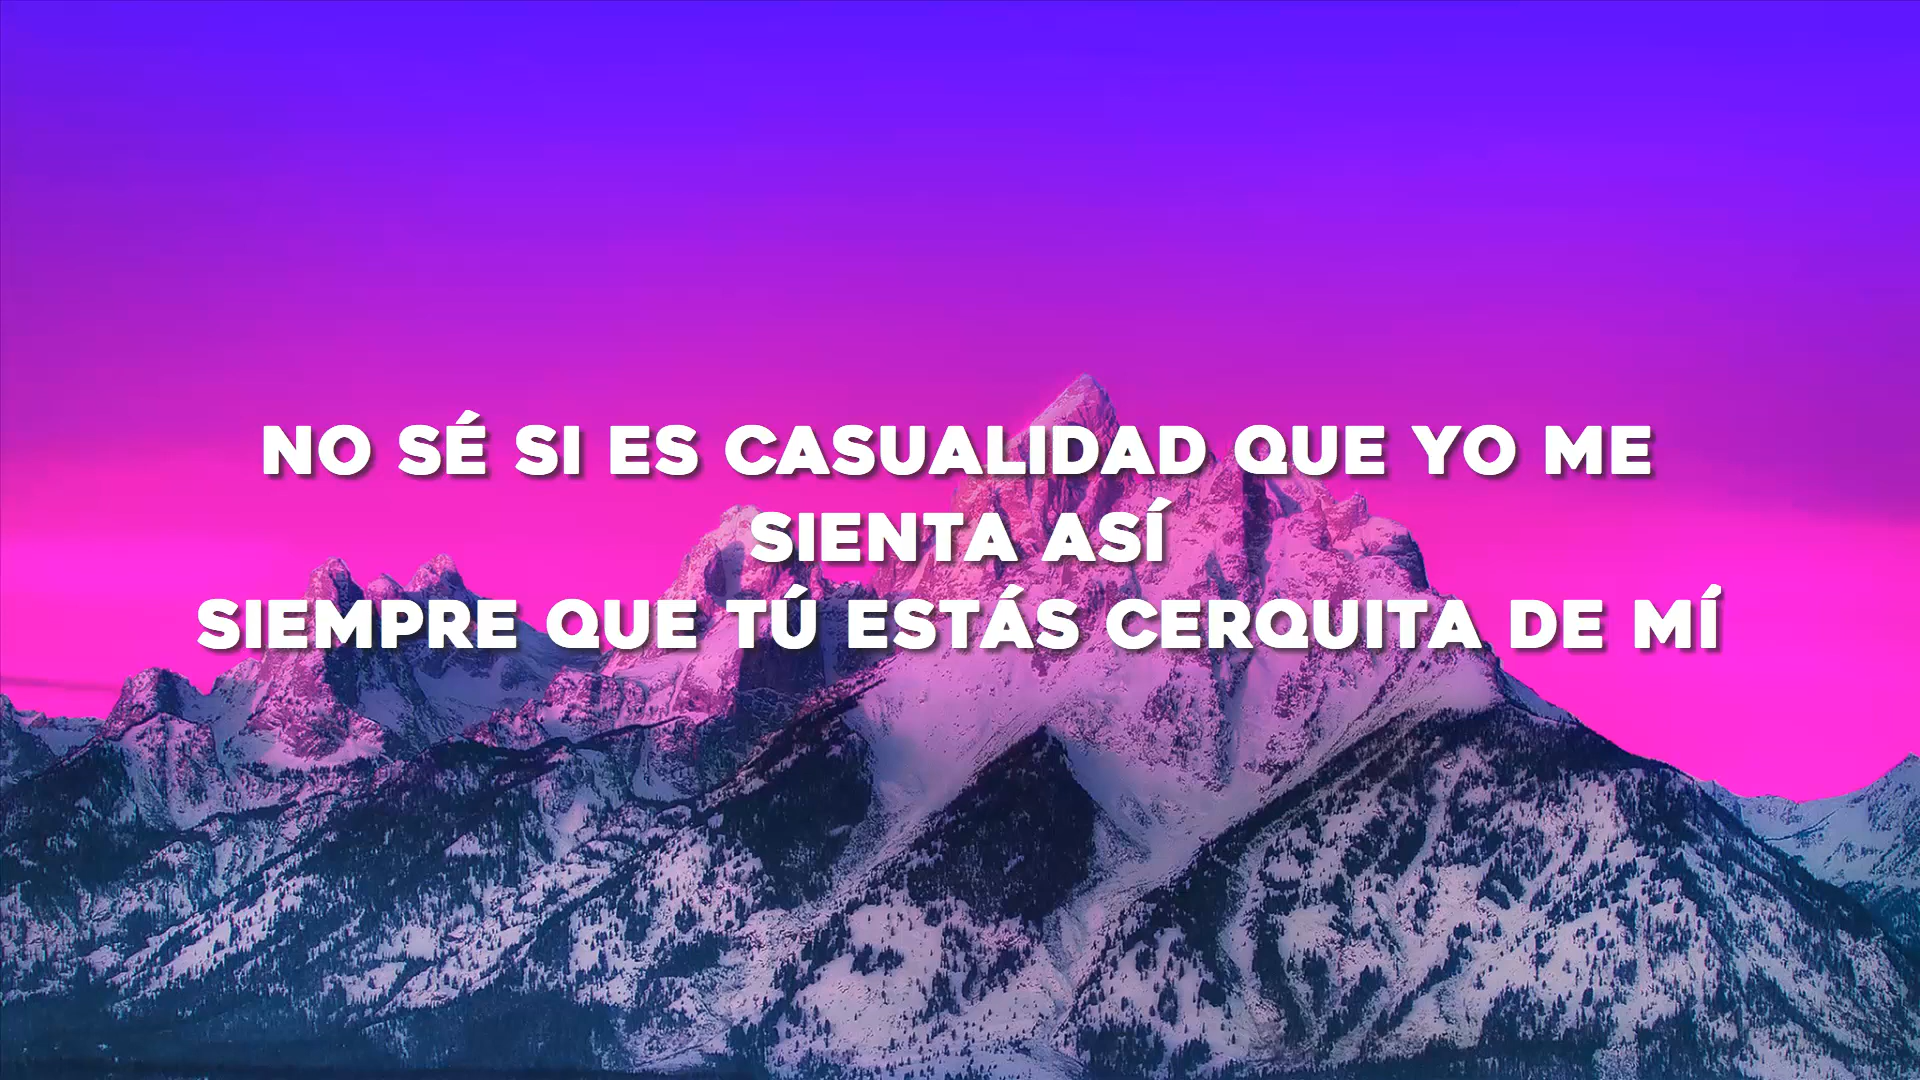 NO SÉ SI ES CASUALIDAD QUE YO ME
SIENTA ASÍ
SIEMPRE QUE TÚ ESTÁS CERQUITA DE MÍ